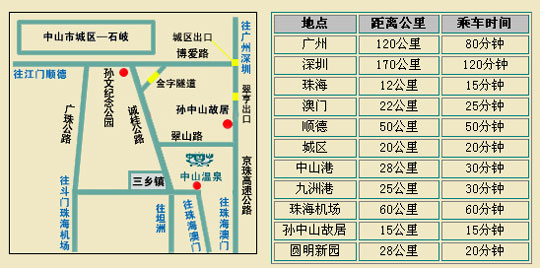 中山市城区—石岐
城区出口
博爱路
往广州深圳
往江门顺德
孙文纪念公园
金字隧道
翠亨出口
广珠公路
诚桂公路
孙中山故居
翠山路
京珠高速公路
三乡镇
中山温泉
往斗门珠海机场
往坦洲
往珠海澳门
往珠海澳门
地点 距离公里 乘车时间
广州 120公里 80分钟
深圳 170公里 120分钟
珠海 12公里 15分钟
澳门 22公里 25分钟
顺德 50公里 50分钟
城区 20公里 20分钟
中山港 28公里 30分钟
九洲港 25公里 30分钟
珠海机场 60公里 60分钟
孙中山故居 15公里 15分钟
圆明新园 28公里 20分钟